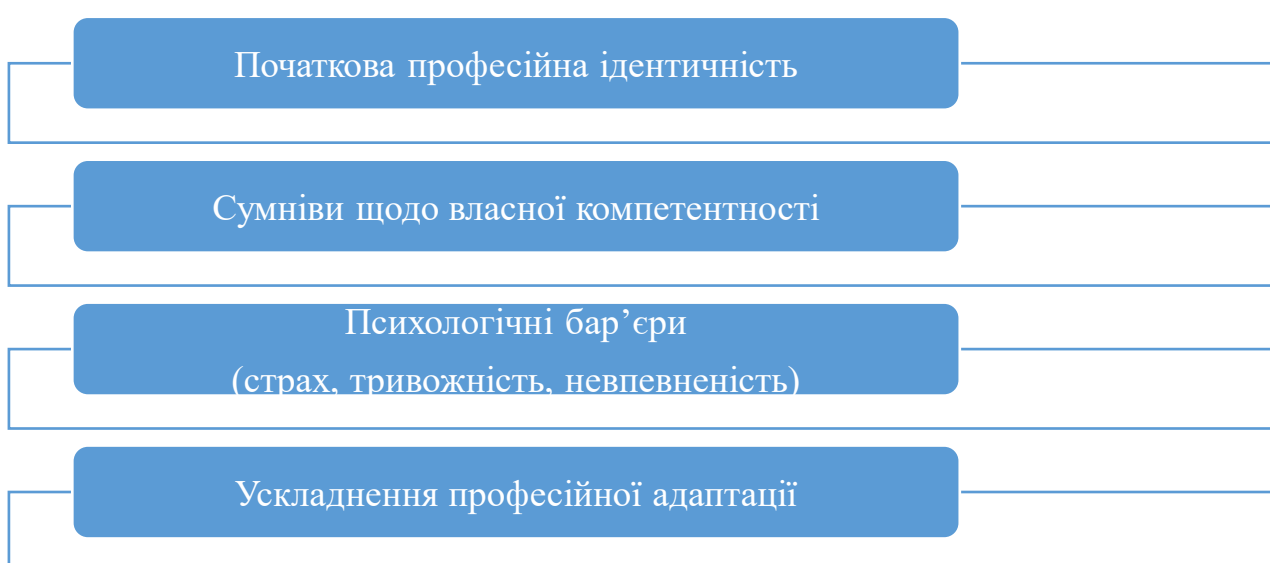 Початкова професійна ідентичність
Сумніви щодо власної компетентності
Психологічні бар’єри
(страх, тривожність, невпевненість)
Ускладнення професійної адаптації